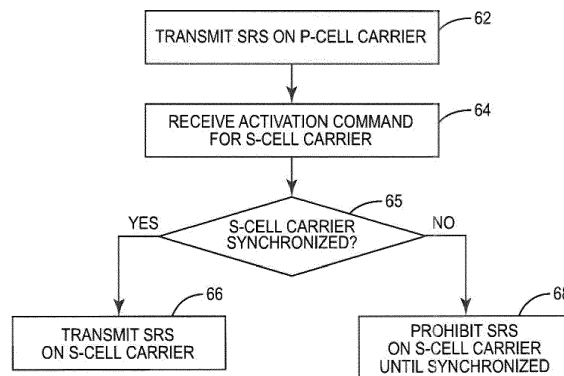 62
TRANSMIT SRS ON P-CELL CARRIER
64
RECEIVE ACTIVATION COMMAND
FOR S-CELL CARRIER
65
YES
S-CELL CARRIER
SYNCHRONIZED?
NO
66
TRANSMIT SRS
ON S-CELL CARRIER
68
PROHIBIT SRS
ON S-CELL CARRIER
UNTIL SYNCHRONIZED